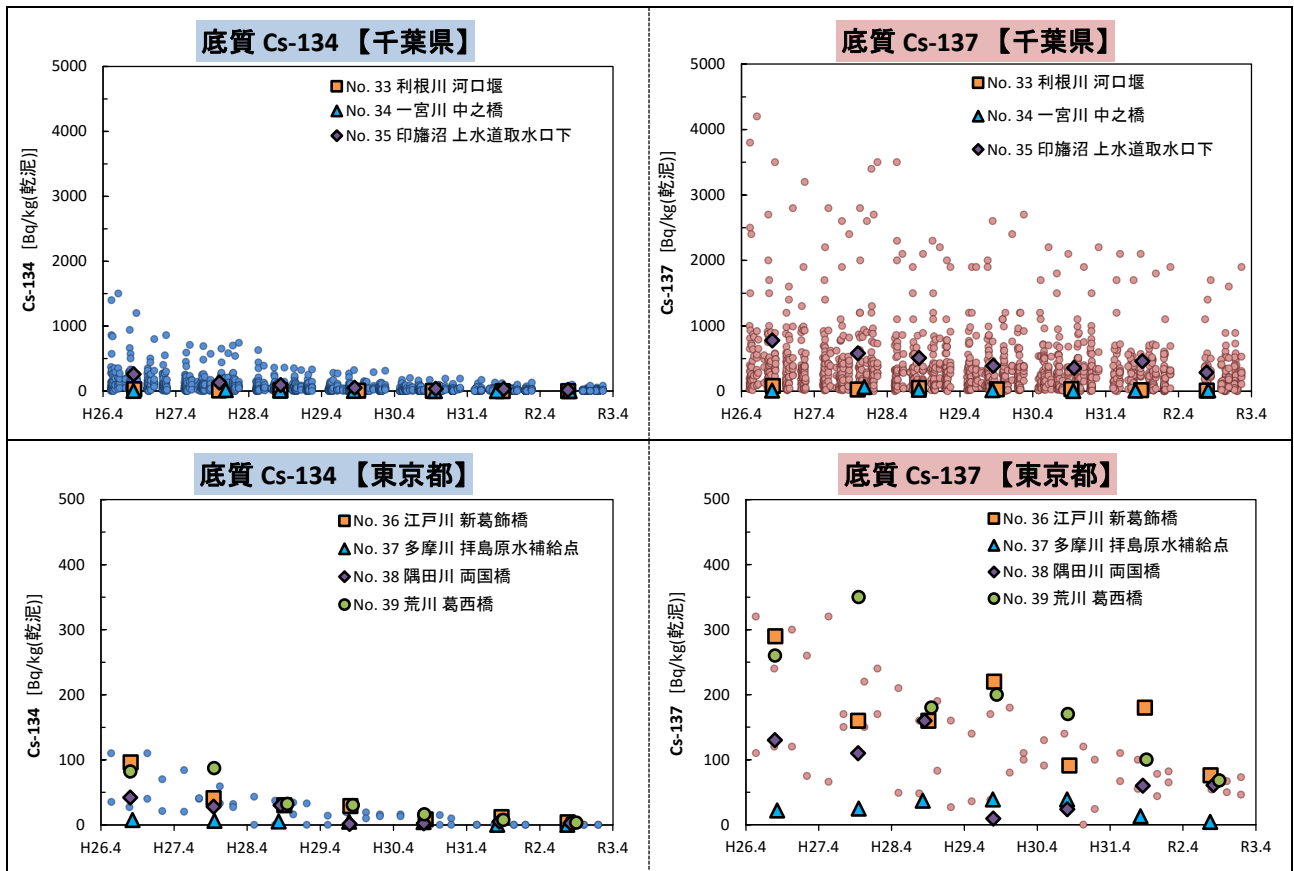 底質 Cs-134 【千葉県】
Cs-134 [Bq/kg(乾泥)]
5000
4000
3000
2000
1000
0
H26.4 H27.4 H28.4 H29.4 H30.4 H31.4 R2.4 R3.4
No. 33 利根川 河口堰
No. 34 一宮川 中之橋
No. 35 印旛沼 上水道取水口下
底質 Cs-137 【千葉県】
Cs-137 [Bq/kg(乾泥)]
5000
4000
3000
2000
1000
0
H26.4 H27.4 H28.4 H29.4 H30.4 H31.4 R2.4 R3.4
No. 33 利根川 河口堰
No. 34 一宮川 中之橋
No. 35 印旛沼 上水道取水口下
底質 Cs-134 【東京都】
Cs-134 [Bq/kg(乾泥)]
500
400
300
200
100
0
H26.4 H27.4 H28.4 H29.4 H30.4 H31.4 R2.4 R3.4
No. 36 江戸川 新葛飾橋
No. 37 多摩川 拝島原水補給点
No. 38 隅田川 両国橋
No. 39 荒川 葛西橋
底質 Cs-137 【東京都】
Cs-137 [Bq/kg(乾泥)]
500
400
300
200
100
0
H26.4 H27.4 H28.4 H29.4 H30.4 H31.4 R2.4 R3.4
No. 36 江戸川 新葛飾橋
No. 37 多摩川 拝島原水補給点
No. 38 隅田川 両国橋
No. 39 荒川 葛西橋